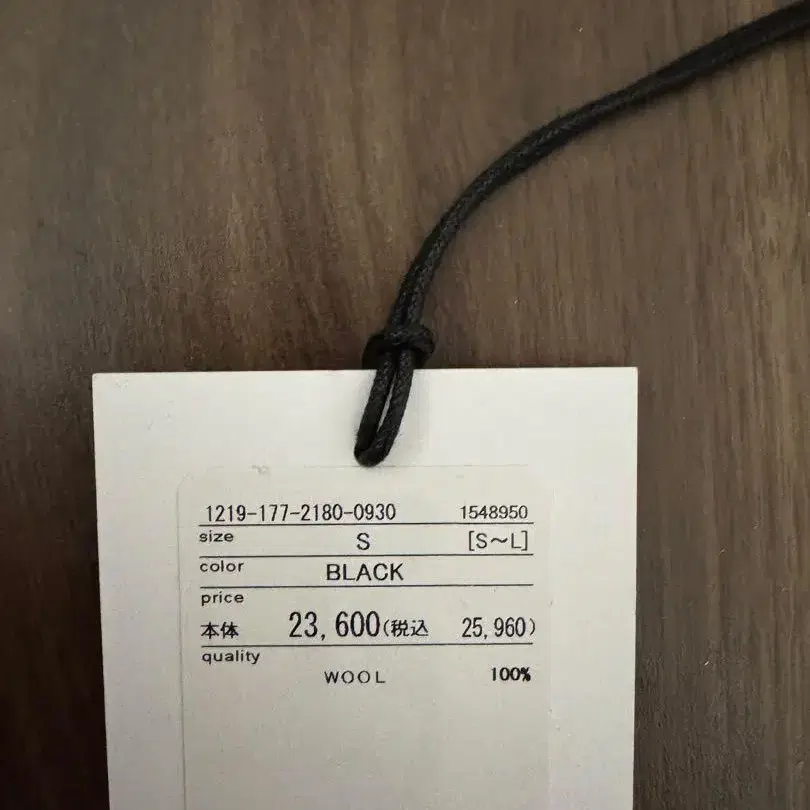 1219-177-2180-0930 1548950
size S [S〜L]
color BLACK
price
本体 23,600(税込 25,960)
quality
WOOL 100%